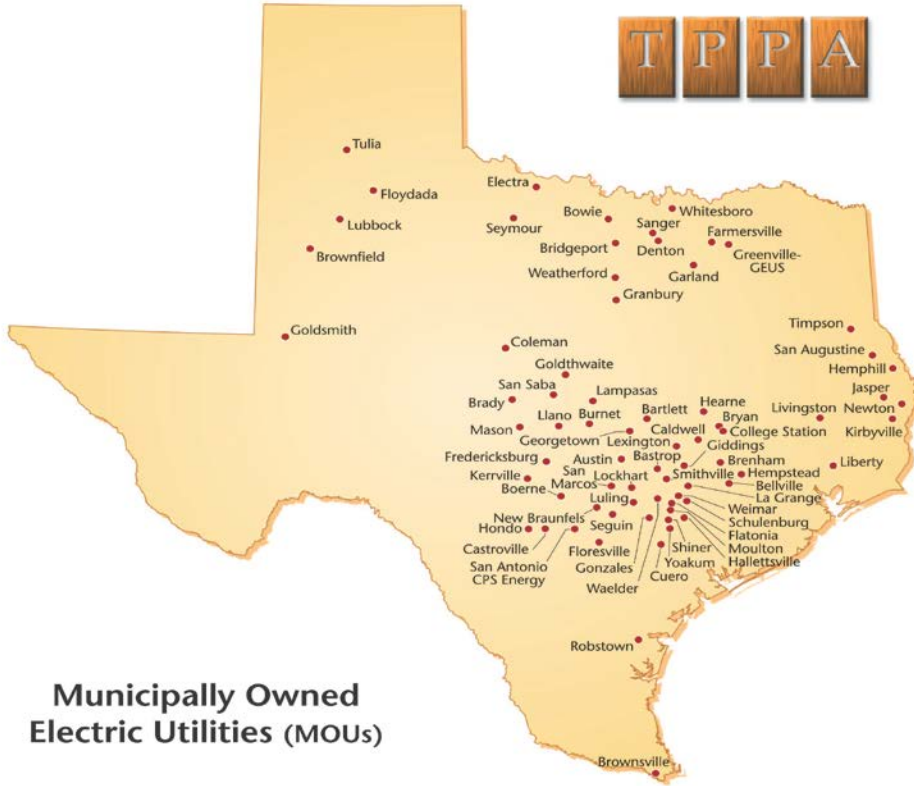 TPPA
Tulia
Floydada
Lubbock
Brownfield
Goldsmith
Electra
Seymour
Bowie
Bridgeport
Weatherford
Granbury
Whitesboro
Sanger
Denton
Farmersville
Greenville-
GEUS
Garland
Timpson
San Augustine
Hemphill
Jasper
Newton
Kirbyville
Livingston
Liberty
Coleman
Goldthwaite
San Saba
Lampasas
Brady
Mason
Llano
Burnet
Bartlett
Hearne
Bryan
College Station
Caldwell
Georgetown
Lexington
Giddings
Fredericksburg
Austin
Bastrop
Brenham
Hempstead
Kerrville
San
Marcos
Lockhart
Smithville
Bellville
Boerne
Luling
La Grange
Weimar
New Braunfels
Seguin
Schulenburg
Hondo
Flatonia
Castroville
Floresville
Shiner
Moulton
San Antonio
CPS Energy
Gonzales
Yoakum
Hallettsville
Waelder
Cuero
Robstown
Brownsville
Municipally Owned
Electric Utilities (MOUs)